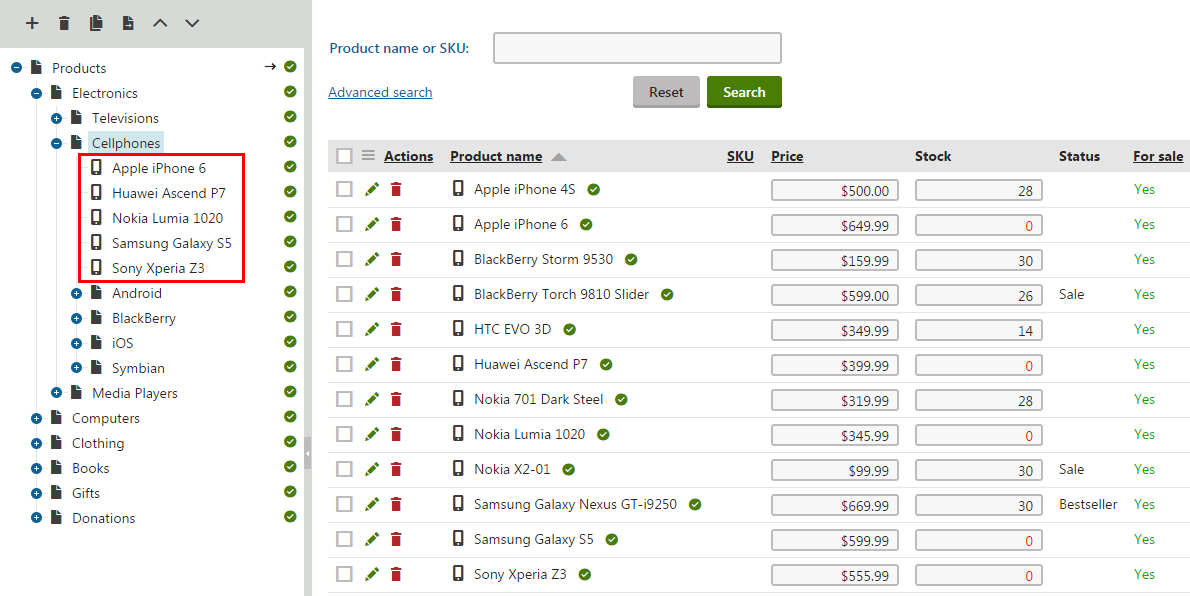 Products
Electronics
Televisions
Cellphones
Apple iPhone 6
Huawei Ascend P7
Nokia Lumia 1020
Samsung Galaxy S5
Sony Xperia Z3
Android
BlackBerry
iOS
Symbian
Media Players
Computers
Clothing
Books
Gifts
Donations
Product name or SKU:
Advanced search Reset Search
Actions Product name SKU Price Stock Status For sale
Apple iPhone 4S $500.00 28 Yes
Apple iPhone 6 $649.99 0 Yes
BlackBerry Storm 9530 $159.99 30 Yes
BlackBerry Torch 9810 Slider $599.00 26 Sale Yes
HTC EVO 3D $349.99 14 Yes
Huawei Ascend P7 $399.99 0 Yes
Nokia 701 Dark Steel $319.99 28 Yes
Nokia Lumia 1020 $345.99 0 Yes
Nokia X2-01 $99.99 30 Sale Yes
Samsung Galaxy Nexus GT-i9250 $669.99 30 Bestseller Yes
Samsung Galaxy S5 $599.99 0 Yes
Sony Xperia Z3 $555.99 0 Yes